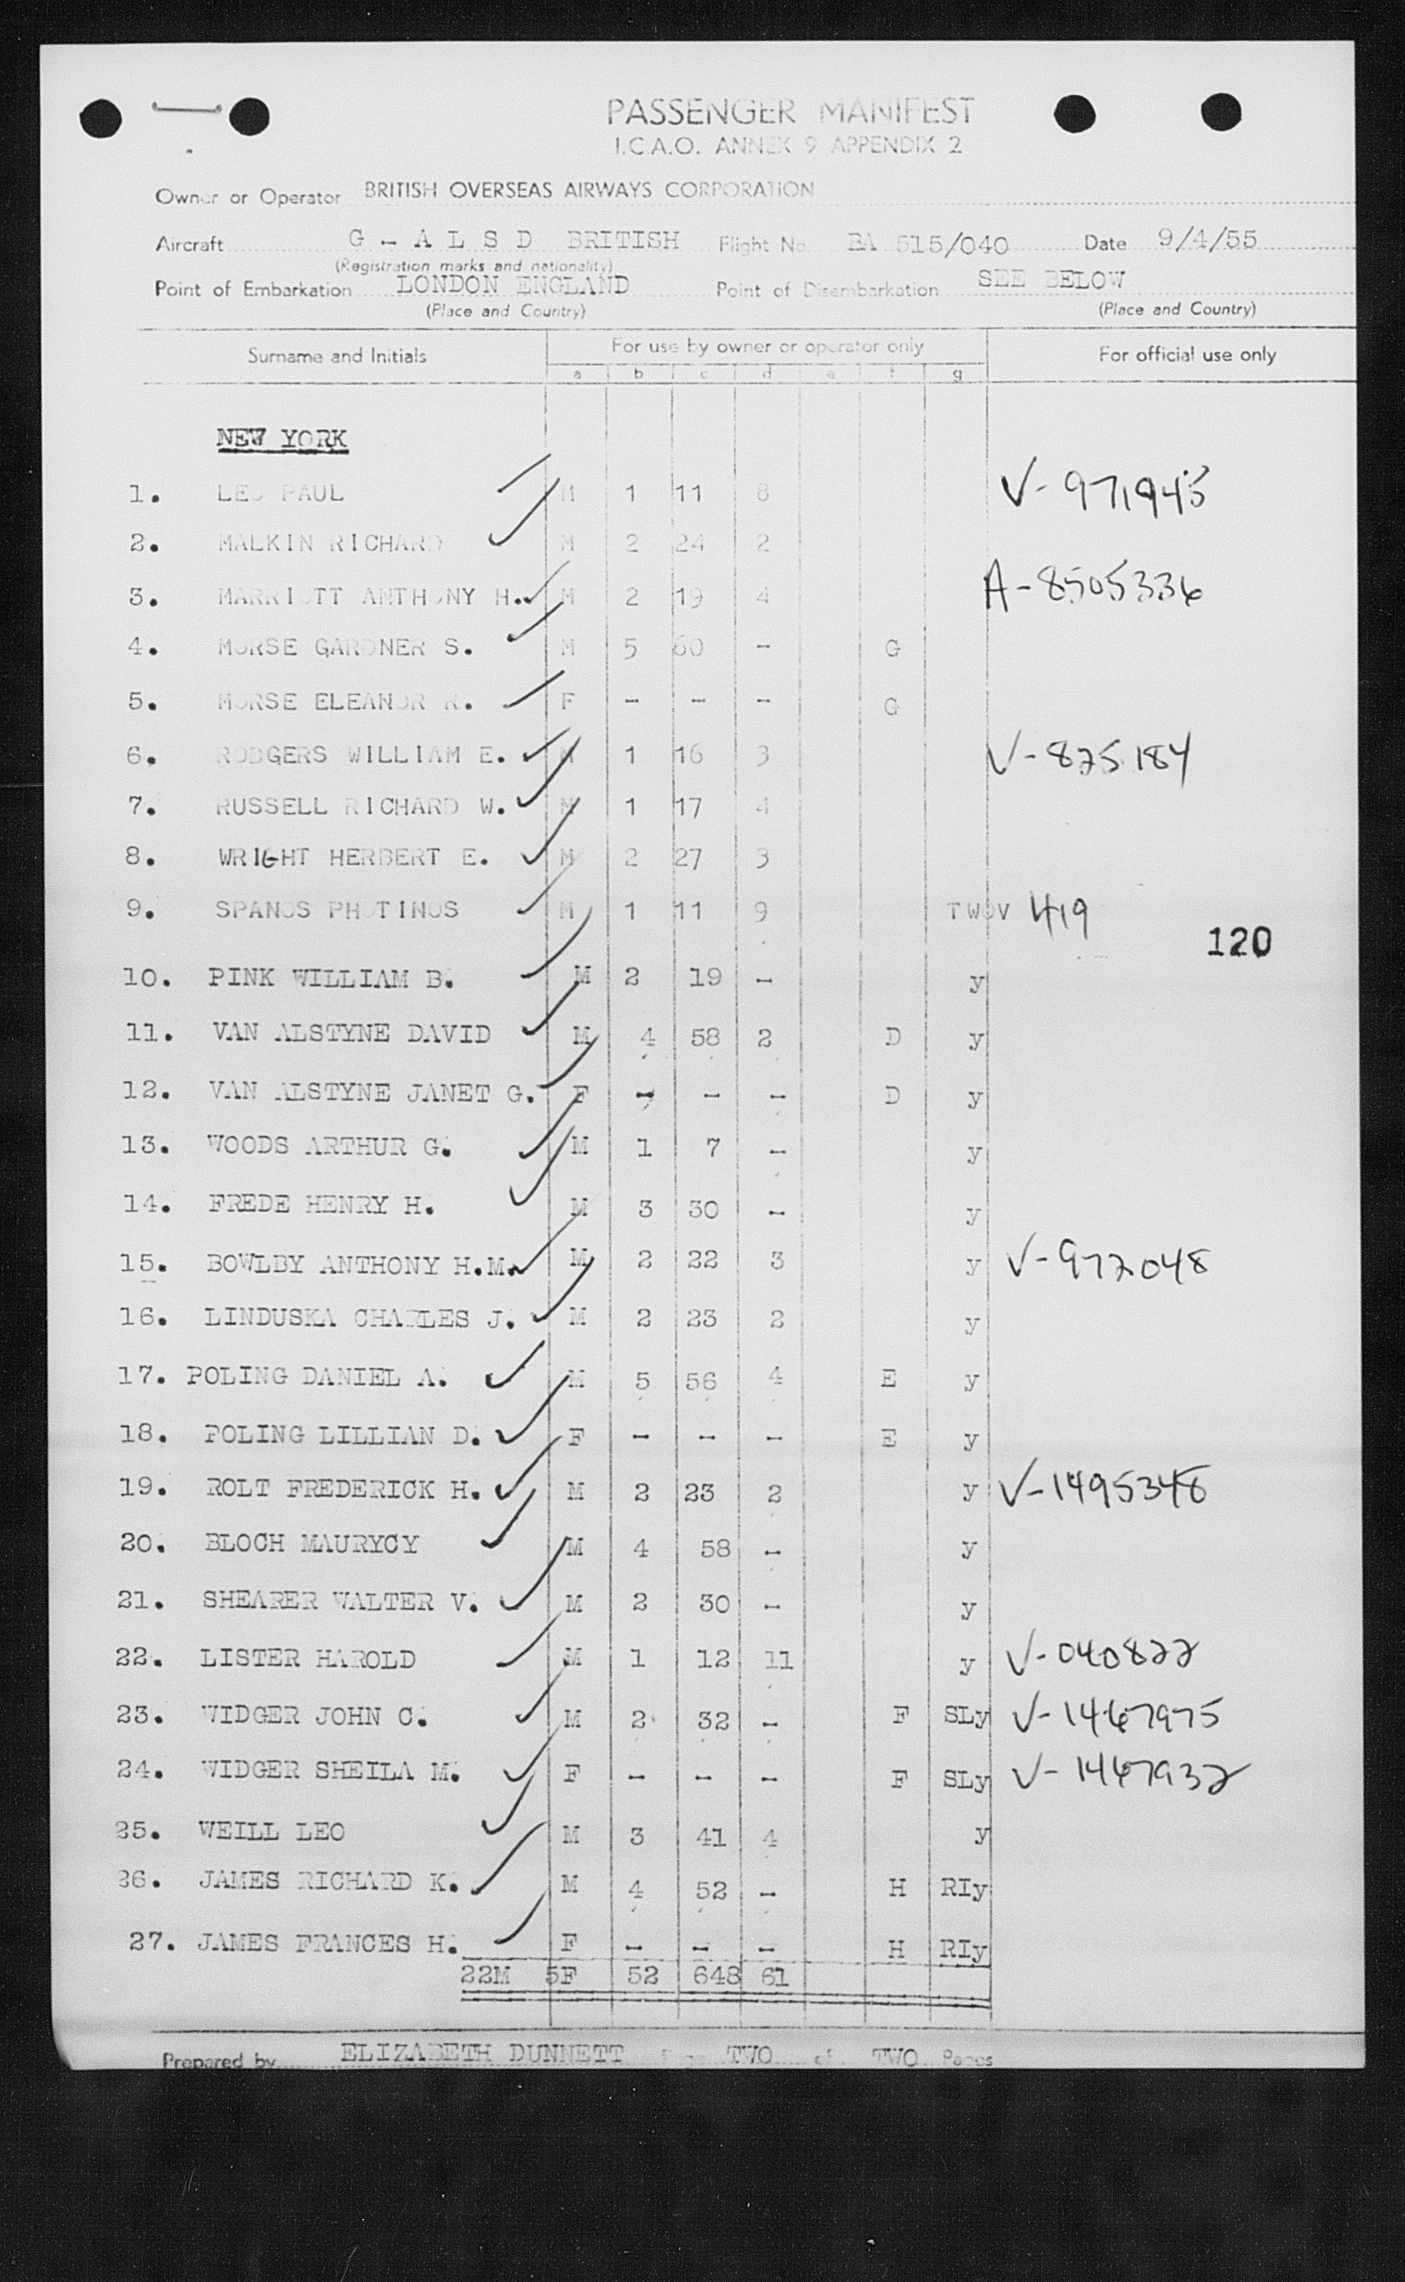 PASSENGER MANIFEST
I.C.A.O. ANNEX 9 APPENDIX 2
Owner or Operator BRITISH OVERSEAS AIRWAYS CORPORATION
Aircraft G - A L S D BRITISH Flight No. BA 515/040 Date 9/4/55
(Registration marks and nationality)
Point of Embarkation LONDON ENGLAND Point of Disembarkation SEE BELOW
(Place and Country) (Place and Country)
Surname and Initials For use by owner or operator only For official use only
a b c d e f g
NEW YORK
1. LEO PAUL M 1 11 8 V-971945
2. MALKIN RICHARD M 2 24 2
3. MARRIOTT ANTHONY H. M 2 19 4 A-8505336
4. MORSE GARDNER S. M 5 60 - G
5. MORSE ELEANOR R. F - - - G
6. RODGERS WILLIAM E. M 1 16 3 V-825184
7. RUSSELL RICHARD W. M 1 17 4
8. WRIGHT HERBERT E. M 2 27 3
9. SPANOS PHOTINOS M 1 11 9 TWOV 419
120
10. PINK WILLIAM B. M 2 19 - y
11. VAN ALSTYNE DAVID M 4 58 2 D y
12. VAN ALSTYNE JANET G. F - - - D y
13. WOODS ARTHUR G. M 1 7 - y
14. FREDE HENRY H. M 3 30 - y
15. BOWLBY ANTHONY H.M. M 2 22 3 y V-972048
16. LINDUSKA CHARLES J. M 2 23 2 y
17. POLING DANIEL A. M 5 56 4 E y
18. POLING LILLIAN D. F - - - E y
19. ROLT FREDERICK H. M 2 23 2 y V-1495348
20. BLOCH MAURYCY M 4 58 - y
21. SHEARER WALTER V. M 2 30 - y
22. LISTER HAROLD M 1 12 11 y V-040822
23. WIDGER JOHN C. M 2 32 - F SLy V-1467975
24. WIDGER SHEILA M. F - - - F SLy V-1467932
25. WEILL LEO M 3 41 4 y
26. JAMES RICHARD K. M 4 52 - H RIy
27. JAMES FRANCES H. F - - - H RIy
22M 5F 52 648 61
Prepared by ELIZABETH DUNNETT Page TWO of TWO Pages